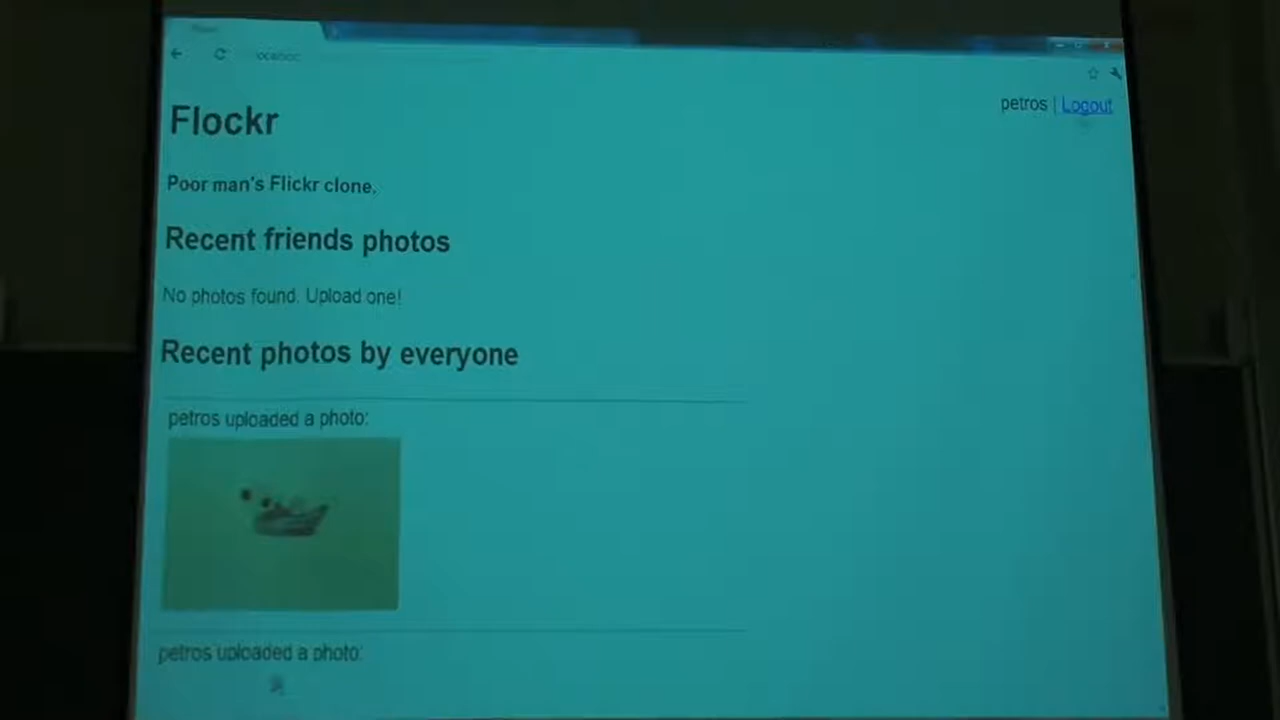 petros | Logout
Flockr
Poor man's Flickr clone.
Recent friends photos
No photos found. Upload one!
Recent photos by everyone
petros uploaded a photo:
petros uploaded a photo: